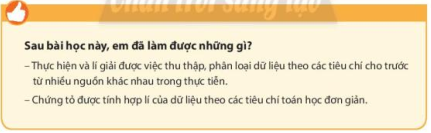 Chân trời sáng tạo
Sau bài học này, em đã làm được những gì?
– Thực hiện và lí giải được việc thu thập, phân loại dữ liệu theo các tiêu chí cho trước
từ nhiều nguồn khác nhau trong thực tiễn.
– Chứng tỏ được tính hợp lí của dữ liệu theo các tiêu chí toán học đơn giản.